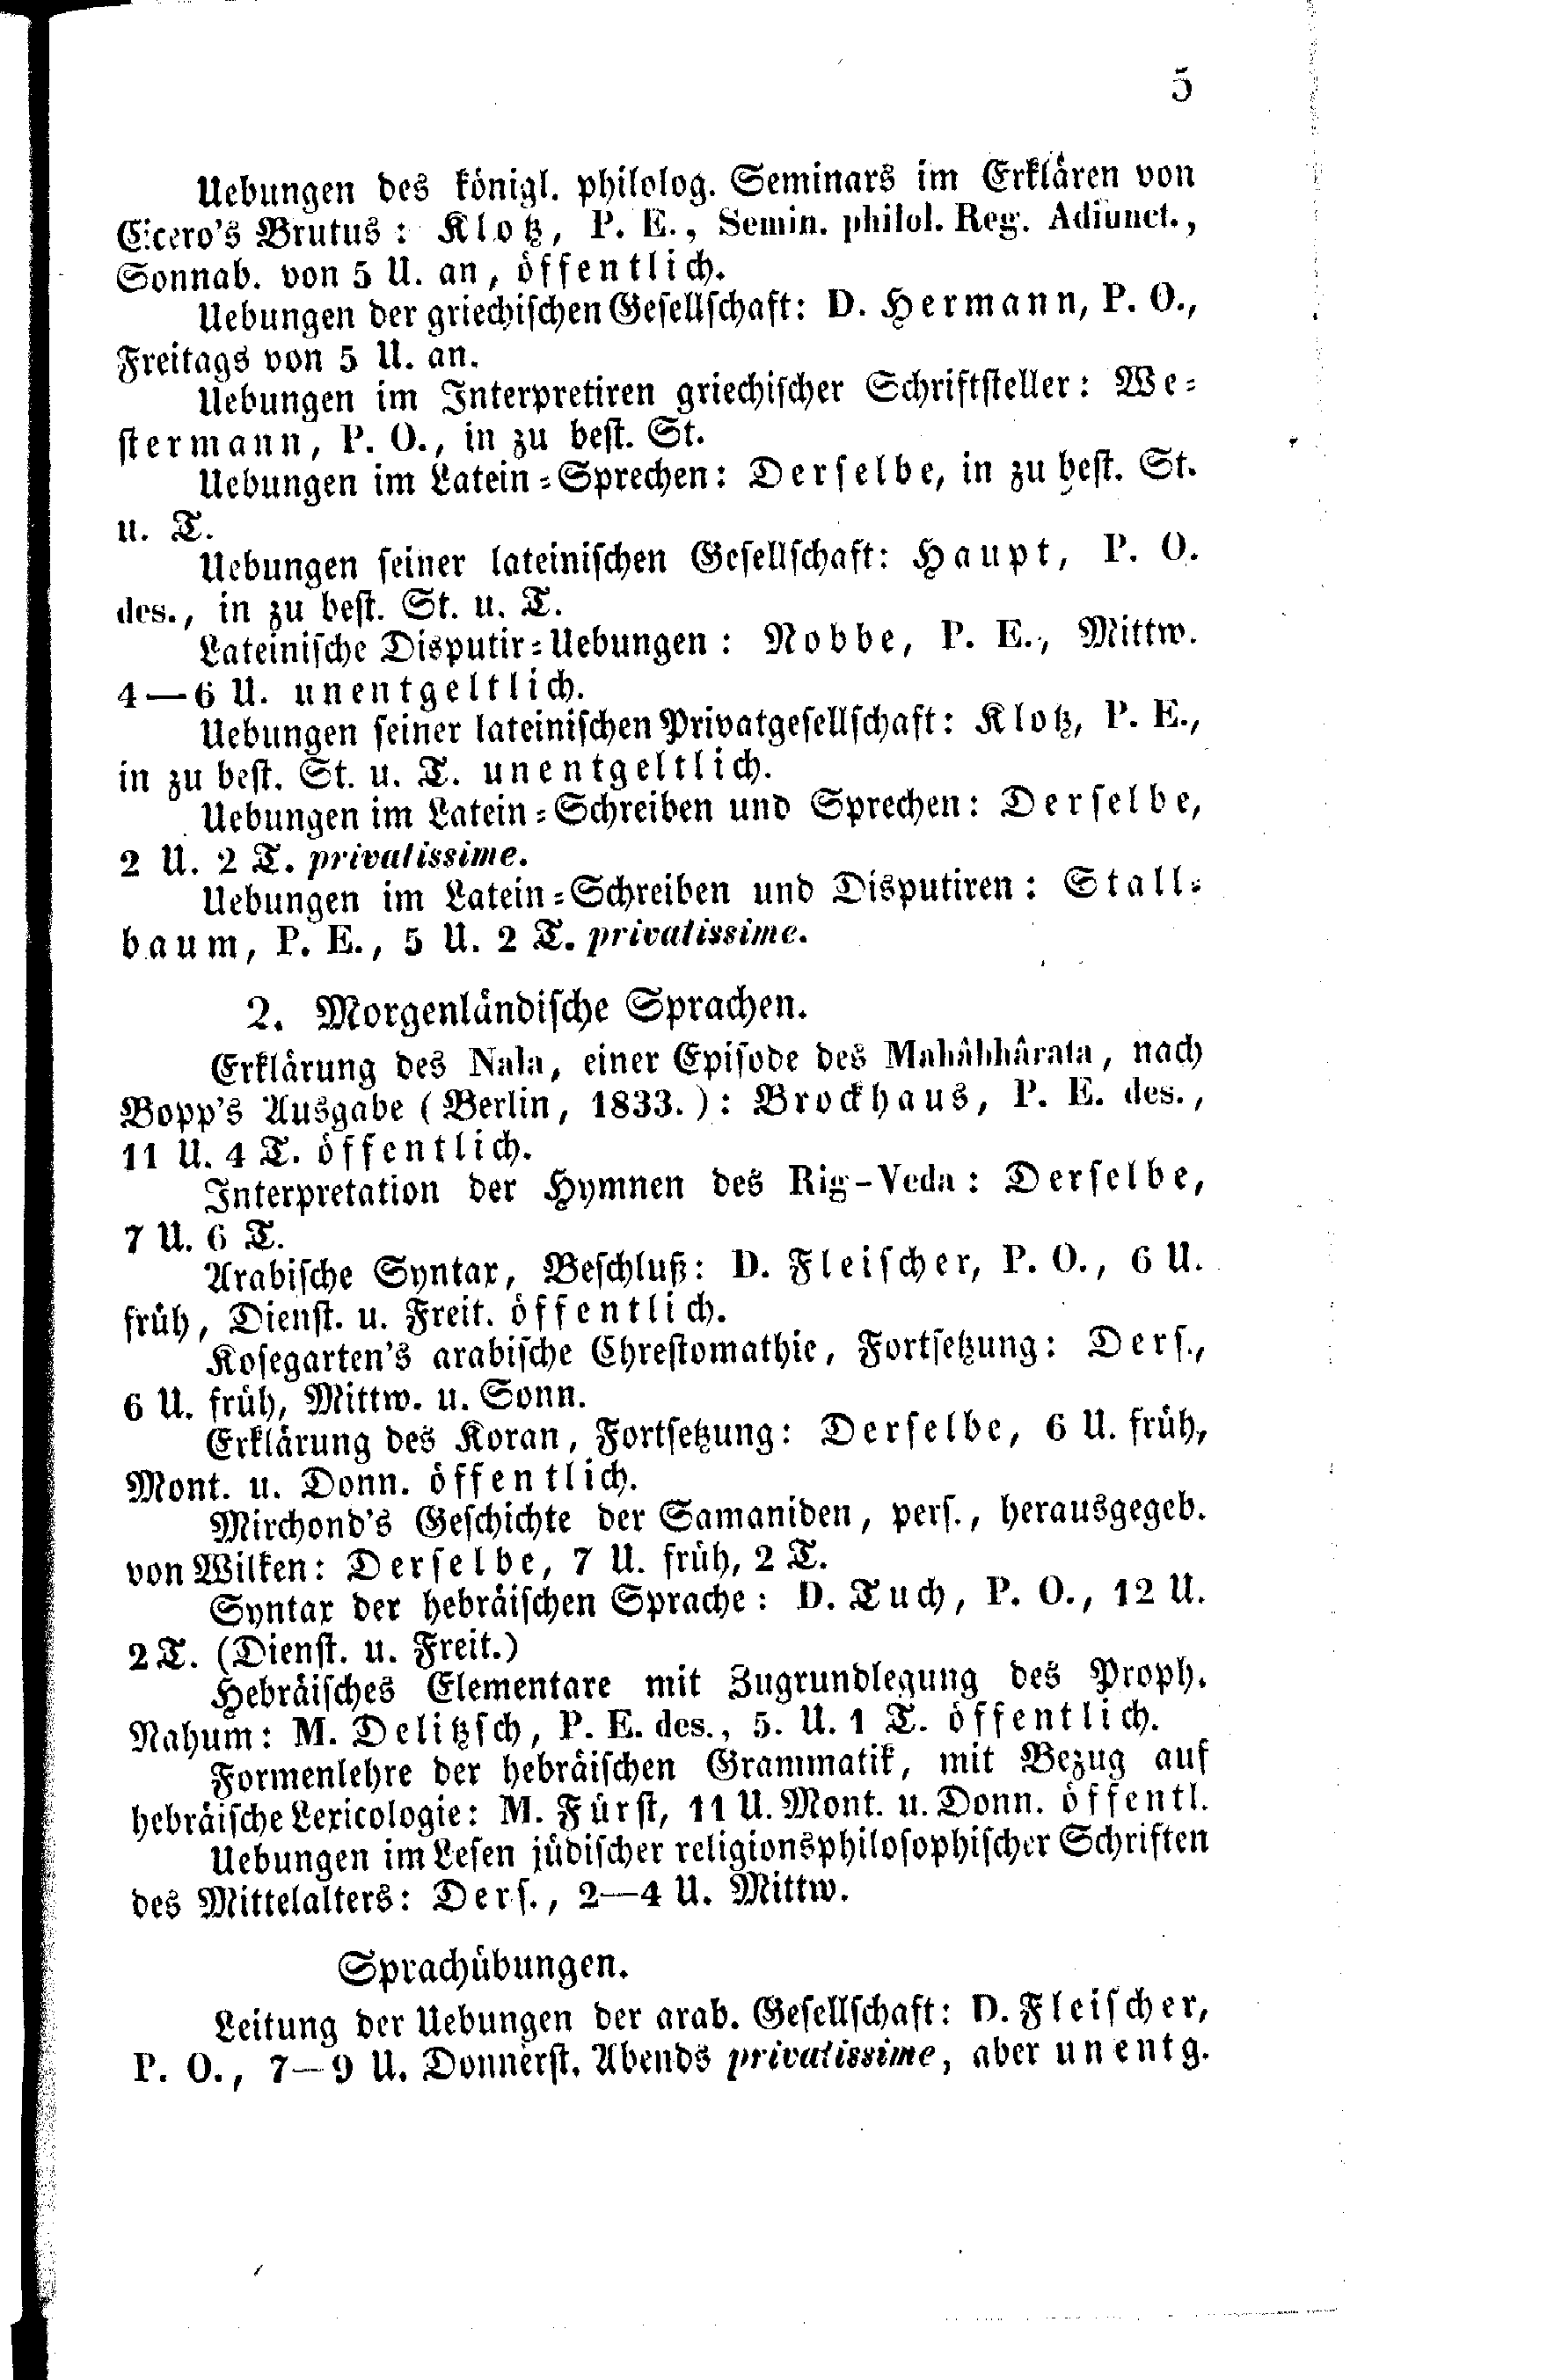 5
Uebungen des königl. philolog. Seminars im Erklären von
Cicero's Brutus: Klotz, P. E., Semin. philol. Reg. Adiunct.,
Sonnab. von 5 U. an, öffentlich.
Uebungen der griechischen Gesellschaft: D. Hermann, P. O.,
Freitags von 5 U. an.
Uebungen im Interpretiren griechischer Schriftsteller: We-
stermann, P. O., in zu best. St.
Uebungen im Latein-Sprechen: Derselbe, in zu best. St.
u. T.
Uebungen seiner lateinischen Gesellschaft: Haupt, P. O.
des., in zu best. St. u. T.
Lateinische Disputir-Uebungen: Nobbe, P. E., Mittw.
4—6 U. unentgeltlich.
Uebungen seiner lateinischen Privatgesellschaft: Klotz, P. E.,
in zu best. St. u. T. unentgeltlich.
Uebungen im Latein-Schreiben und Sprechen: Derselbe,
2 U. 2 T. privatissime.
Uebungen im Latein-Schreiben und Disputiren: Stall-
baum, P. E., 5 U. 2 T. privatissime.
2. Morgenländische Sprachen.
Erklärung des Nala, einer Episode des Mahâbhârata, nach
Bopp's Ausgabe (Berlin, 1833.): Brockhaus, P. E. des.,
11 U. 4 T. öffentlich.
Interpretation der Hymnen des Rig-Veda: Derselbe,
7 U. 6 T.
Arabische Syntax, Beschluß: D. Fleischer, P. O., 6 U.
früh, Dienst. u. Freit. öffentlich.
Kosegarten's arabische Chrestomathie, Fortsetzung: Ders.,
6 U. früh, Mittw. u. Sonn.
Erklärung des Koran, Fortsetzung: Derselbe, 6 U. früh,
Mont. u. Donn. öffentlich.
Mirchond's Geschichte der Samaniden, pers., herausgegeb.
von Wilken: Derselbe, 7 U. früh, 2 T.
Syntax der hebräischen Sprache: D. Tuch, P. O., 12 U.
2 T. (Dienst. u. Freit.)
Hebräisches Elementare mit Zugrundlegung des Proph.
Nahum: M. Delitzsch, P. E. des., 5. U. 1 T. öffentlich.
Formenlehre der hebräischen Grammatik, mit Bezug auf
hebräische Lexicologie: M. Fürst, 11 U. Mont. u. Donn. öffentl.
Uebungen im Lesen jüdischer religionsphilosophischer Schriften
des Mittelalters: Ders., 2—4 U. Mittw.
Sprachübungen.
Leitung der Uebungen der arab. Gesellschaft: D. Fleischer,
P. O., 7—9 U. Donnerst. Abends privatissime, aber unentg.